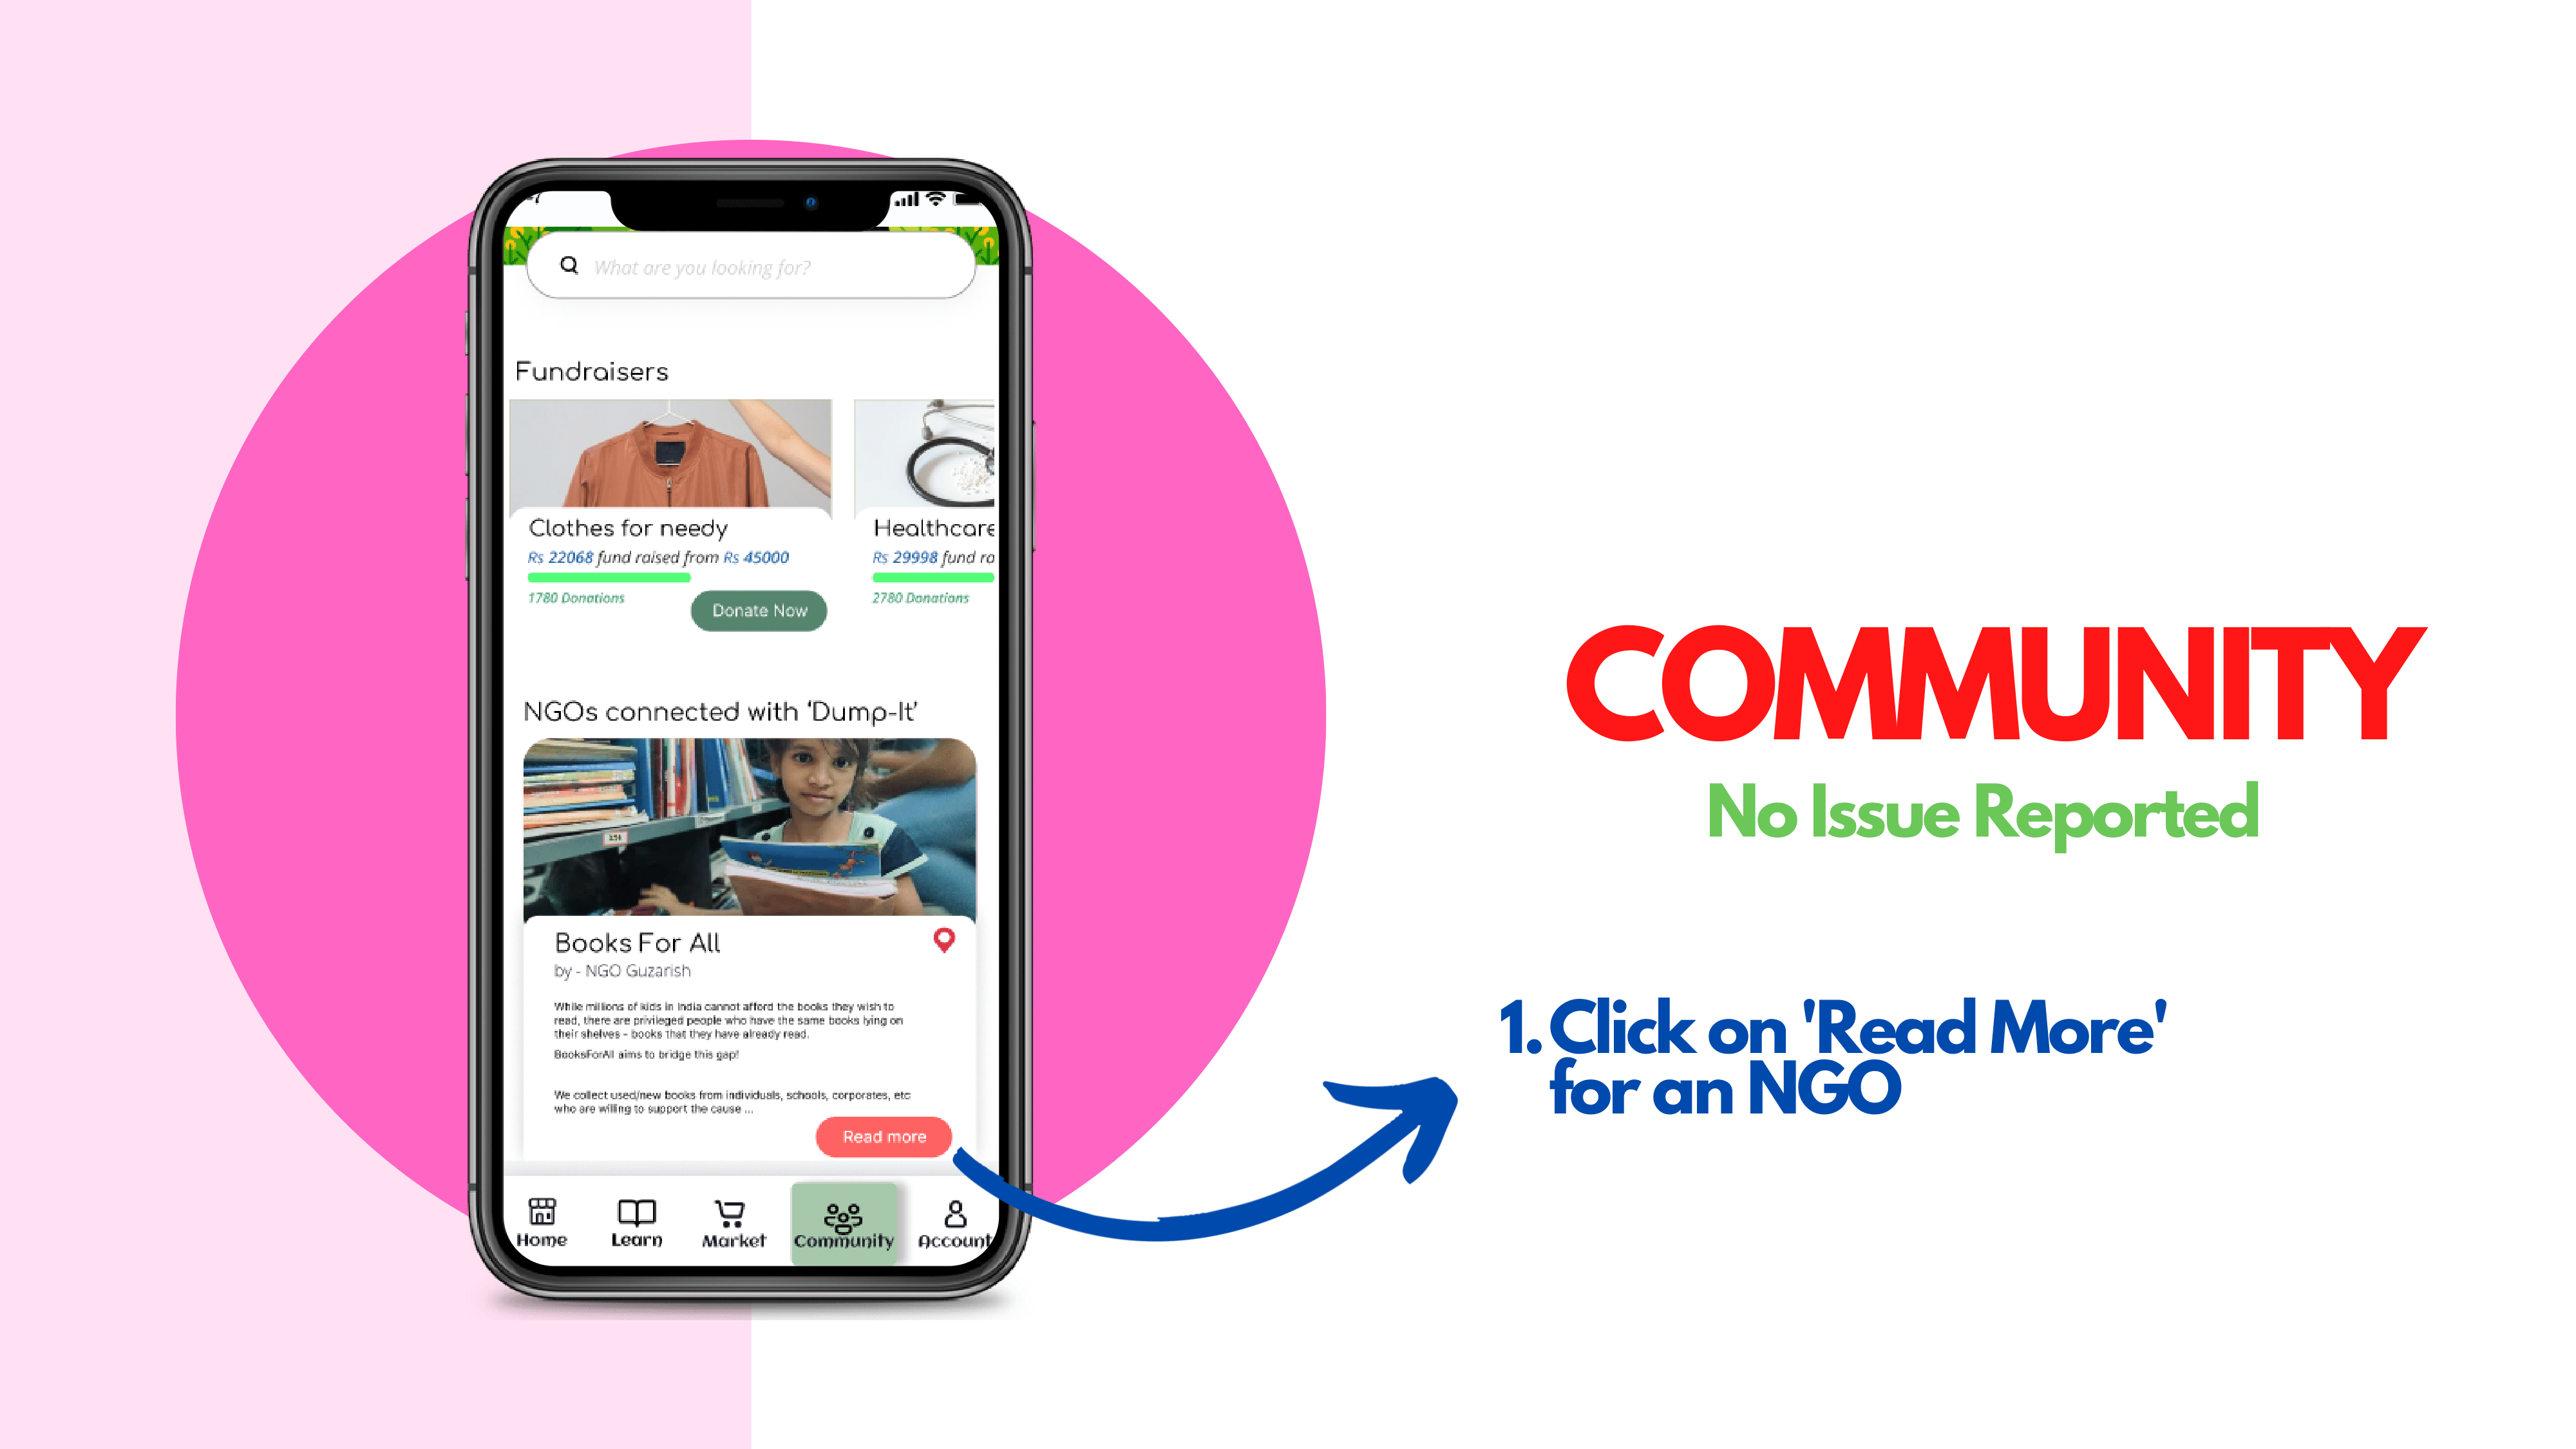 What are you looking for?
Fundraisers
Clothes for needy
Rs 22068 fund raised from Rs 45000
1780 Donations
Donate Now
Healthcare
Rs 29998 fund ra
2780 Donations
NGOs connected with ‘Dump-It’
Books For All
by - NGO Guzarish
While millions of kids in India cannot afford the books they wish to
read, there are privileged people who have the same books lying on
their shelves - books that they have already read.
BooksForAll aims to bridge this gap!
We collect used/new books from individuals, schools, corporates, etc
who are willing to support the cause ...
Read more
Home
Learn
Market
Community
Account
COMMUNITY
No Issue Reported
1. Click on 'Read More'
for an NGO